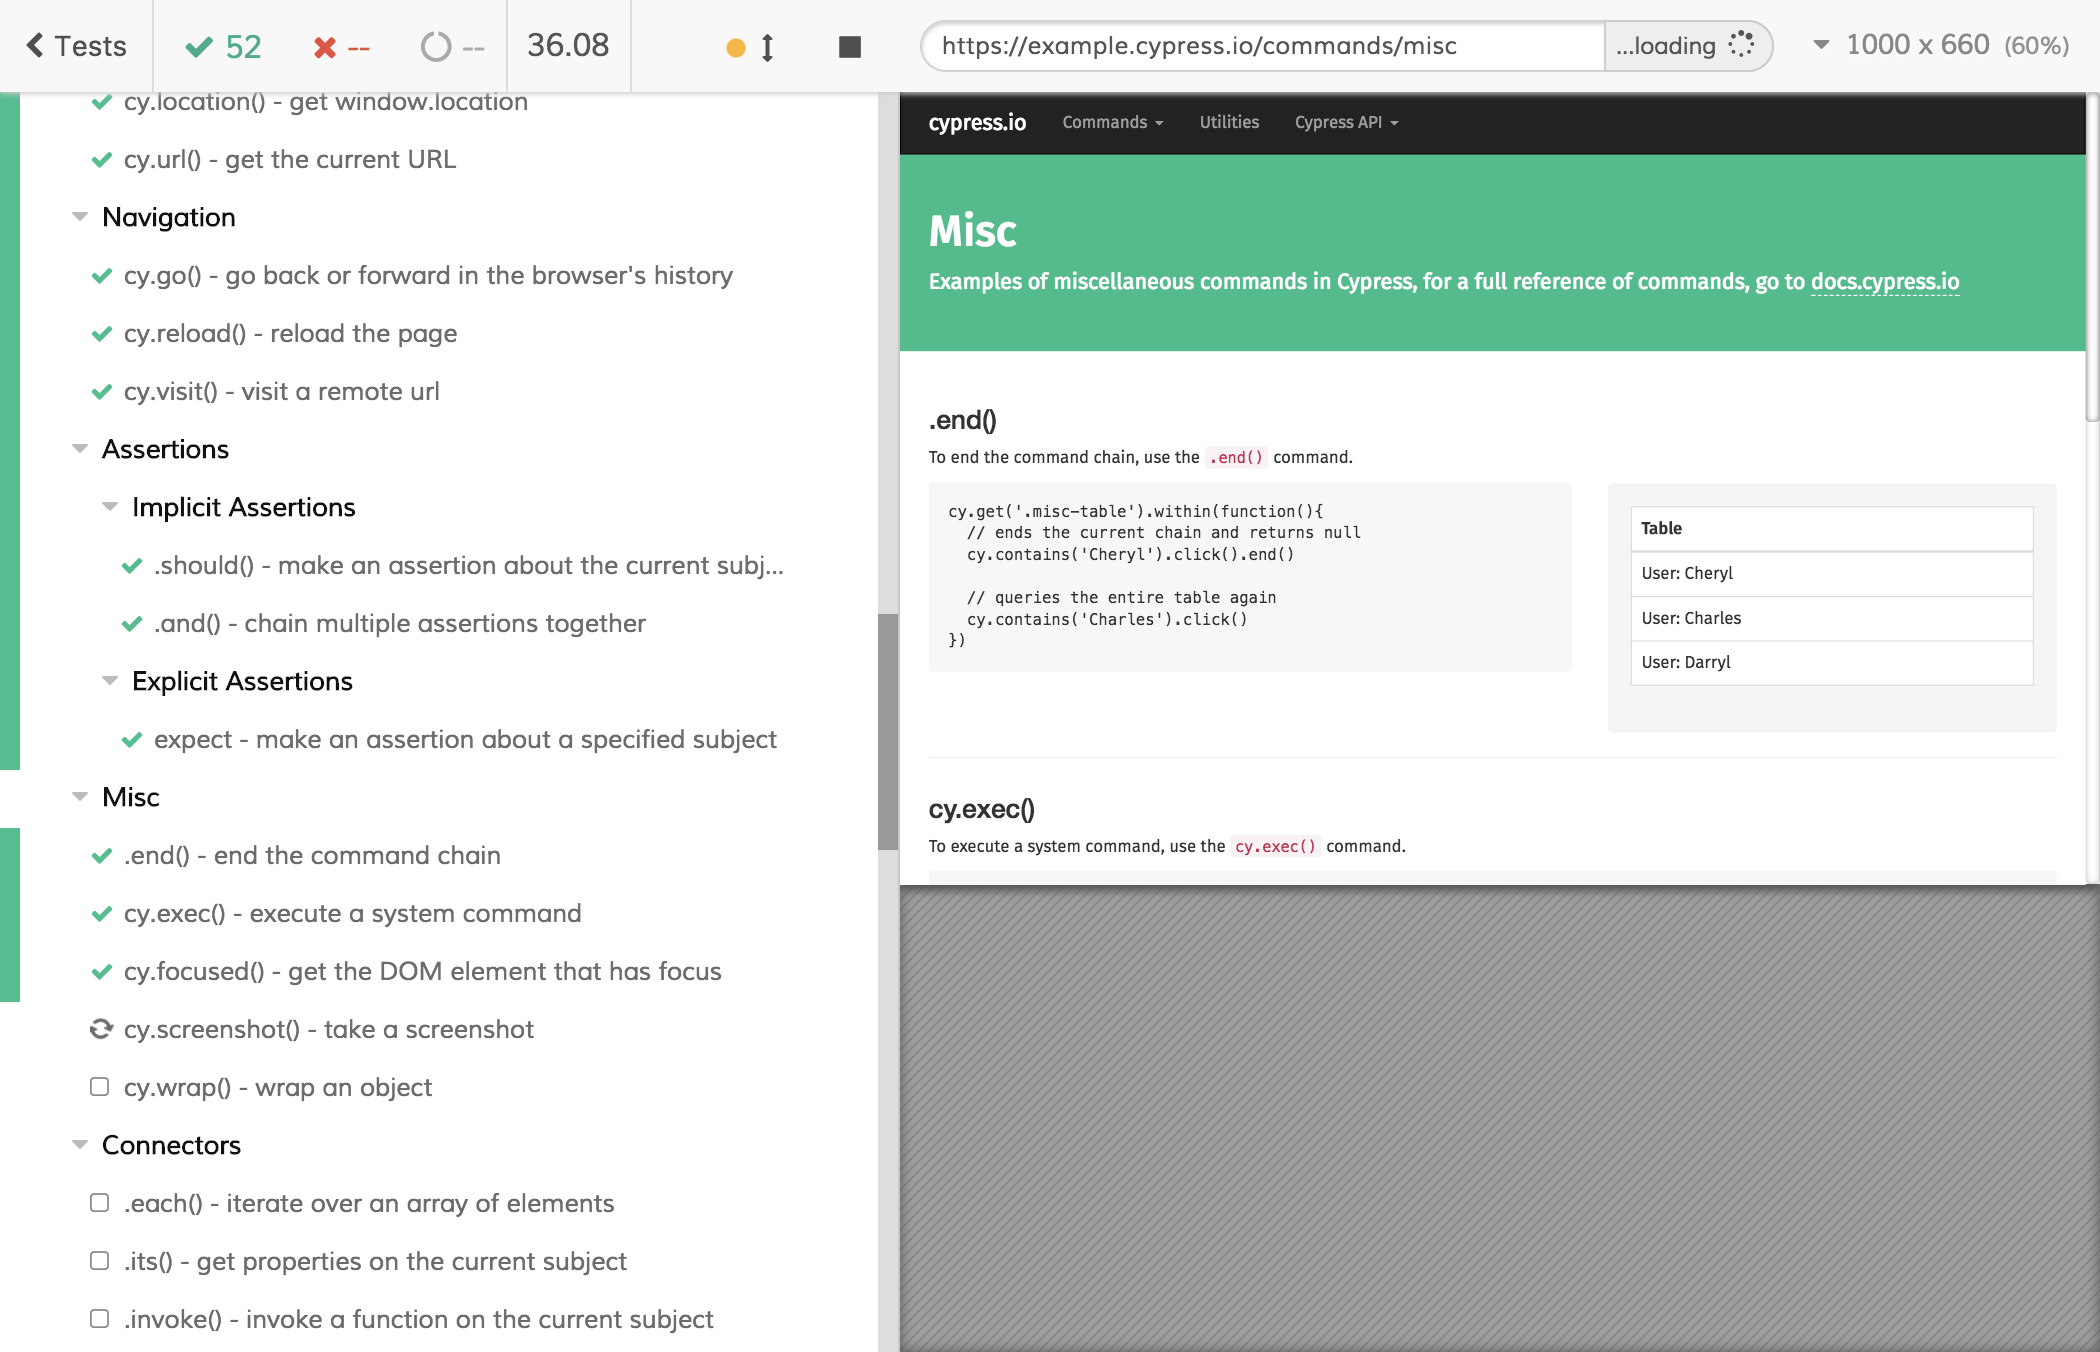 Tests
52
--
--
36.08
https://example.cypress.io/commands/misc
...loading
1000 x 660 (60%)
cy.location() - get window.location
cy.url() - get the current URL
Navigation
cy.go() - go back or forward in the browser's history
cy.reload() - reload the page
cy.visit() - visit a remote url
Assertions
Implicit Assertions
.should() - make an assertion about the current subj...
.and() - chain multiple assertions together
Explicit Assertions
expect - make an assertion about a specified subject
Misc
.end() - end the command chain
cy.exec() - execute a system command
cy.focused() - get the DOM element that has focus
cy.screenshot() - take a screenshot
cy.wrap() - wrap an object
Connectors
.each() - iterate over an array of elements
.its() - get properties on the current subject
.invoke() - invoke a function on the current subject
cypress.io
Commands
Utilities
Cypress API
Misc
Examples of miscellaneous commands in Cypress, for a full reference of commands, go to docs.cypress.io
.end()
To end the command chain, use the .end() command.
cy.get('.misc-table').within(function(){
// ends the current chain and returns null
cy.contains('Cheryl').click().end()
// queries the entire table again
cy.contains('Charles').click()
})
Table
User: Cheryl
User: Charles
User: Darryl
cy.exec()
To execute a system command, use the cy.exec() command.